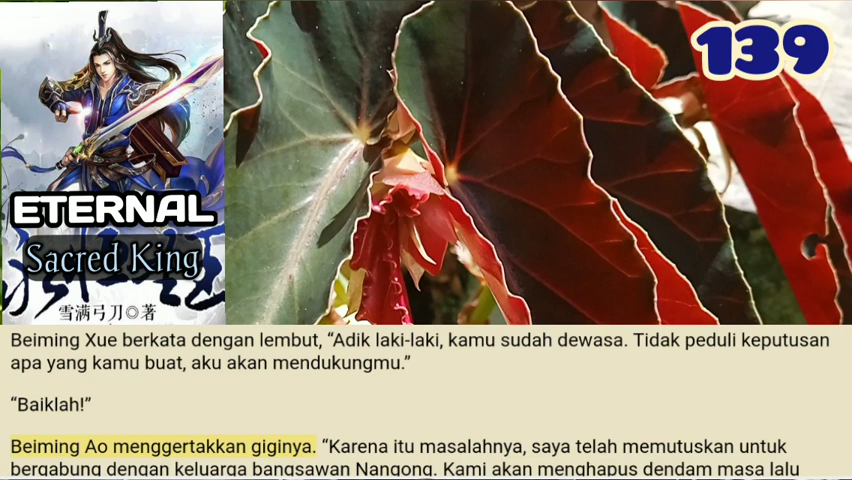 139
ETERNAL
Sacred King
雪满弓刀◎著
Beiming Xue berkata dengan lembut, “Adik laki-laki, kamu sudah dewasa. Tidak peduli keputusan
apa yang kamu buat, aku akan mendukungmu.”
“Baiklah!”
Beiming Ao menggertakkan giginya. “Karena itu masalahnya, saya telah memutuskan untuk
bergabung dengan keluarga bangsawan Nangong. Kami akan menghapus dendam masa lalu